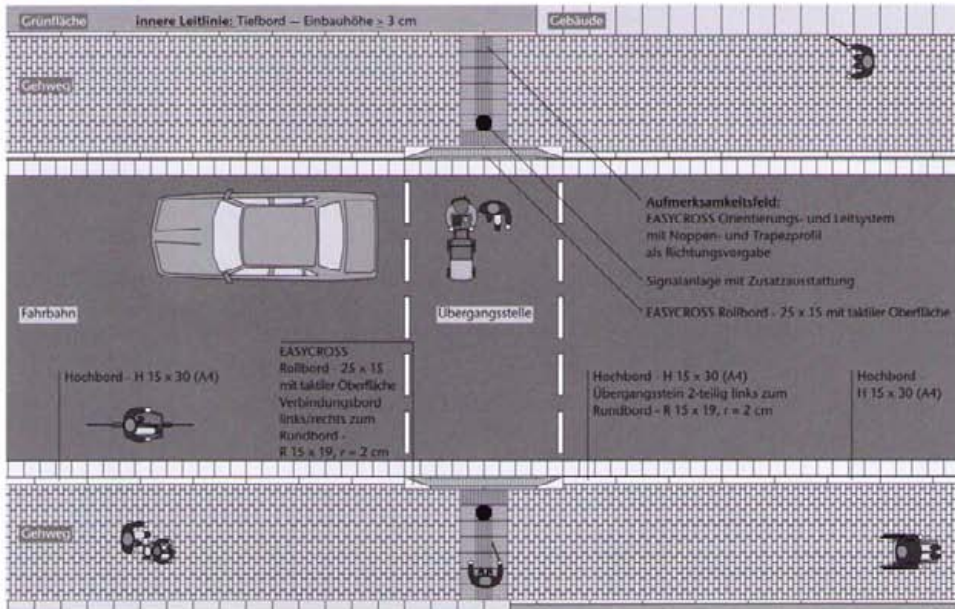 Grünfläche
innere Leitlinie: Tiefbord — Einbauhöhe > 3 cm
Gebäude
Gehweg
Aufmerksamkeitsfeld:
EASYCROSS Orientierungs- und Leitsystem
mit Noppen- und Trapezprofil
als Richtungsvorgabe
Signalanlage mit Zusatzausstattung
EASYCROSS Rollbord - 25 x 15 mit taktiler Oberfläche
Fahrbahn
Übergangsstelle
Hochbord - H 15 x 30 (A4)
EASYCROSS
Rollbord - 25 x 15
mit taktiler Oberfläche
Verbindungsbord
links/rechts zum
Rundbord -
R 15 x 19, r = 2 cm
Hochbord - H 15 x 30 (A4)
Übergangsstein 2-teilig links zum
Rundbord - R 15 x 19, r = 2 cm
Hochbord -
H 15 x 30 (A4)
Gehweg